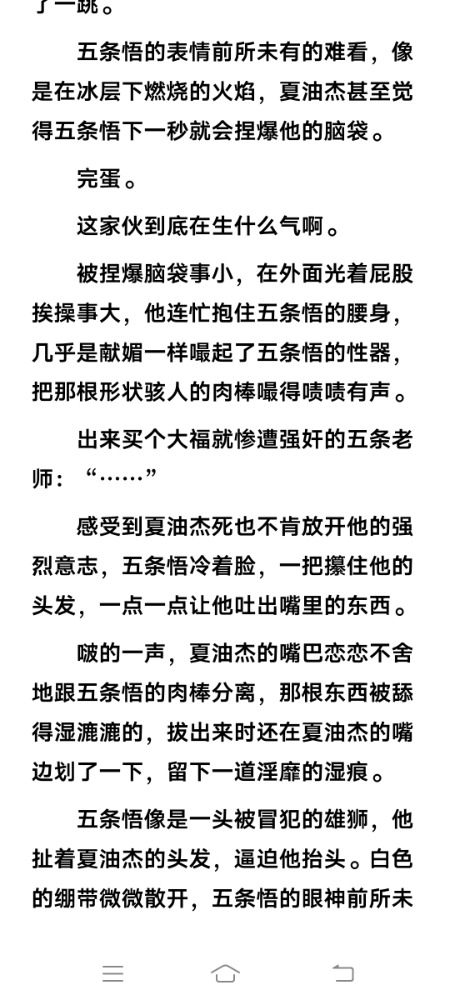 了一跳。
五条悟的表情前所未有的难看，像
是在冰层下燃烧的火焰，夏油杰甚至觉
得五条悟下一秒就会捏爆他的脑袋。
完蛋。
这家伙到底在生什么气啊。
被捏爆脑袋事小，在外面光着屁股
挨操事大，他连忙抱住五条悟的腰身，
几乎是献媚一样嘬起了五条悟的性器，
把那根形状骇人的肉棒嘬得啧啧有声。
出来买个大福就惨遭强奸的五条老
师：“……”
感受到夏油杰死也不肯放开他的强
烈意志，五条悟冷着脸，一把攥住他的
头发，一点一点让他吐出嘴里的东西。
啵的一声，夏油杰的嘴巴恋恋不舍
地跟五条悟的肉棒分离，那根东西被舔
得湿漉漉的，拔出来时还在夏油杰的嘴
边划了一下，留下一道淫靡的湿痕。
五条悟像是一头被冒犯的雄狮，他
扯着夏油杰的头发，逼迫他抬头。白色
的绷带微微散开，五条悟的眼神前所未